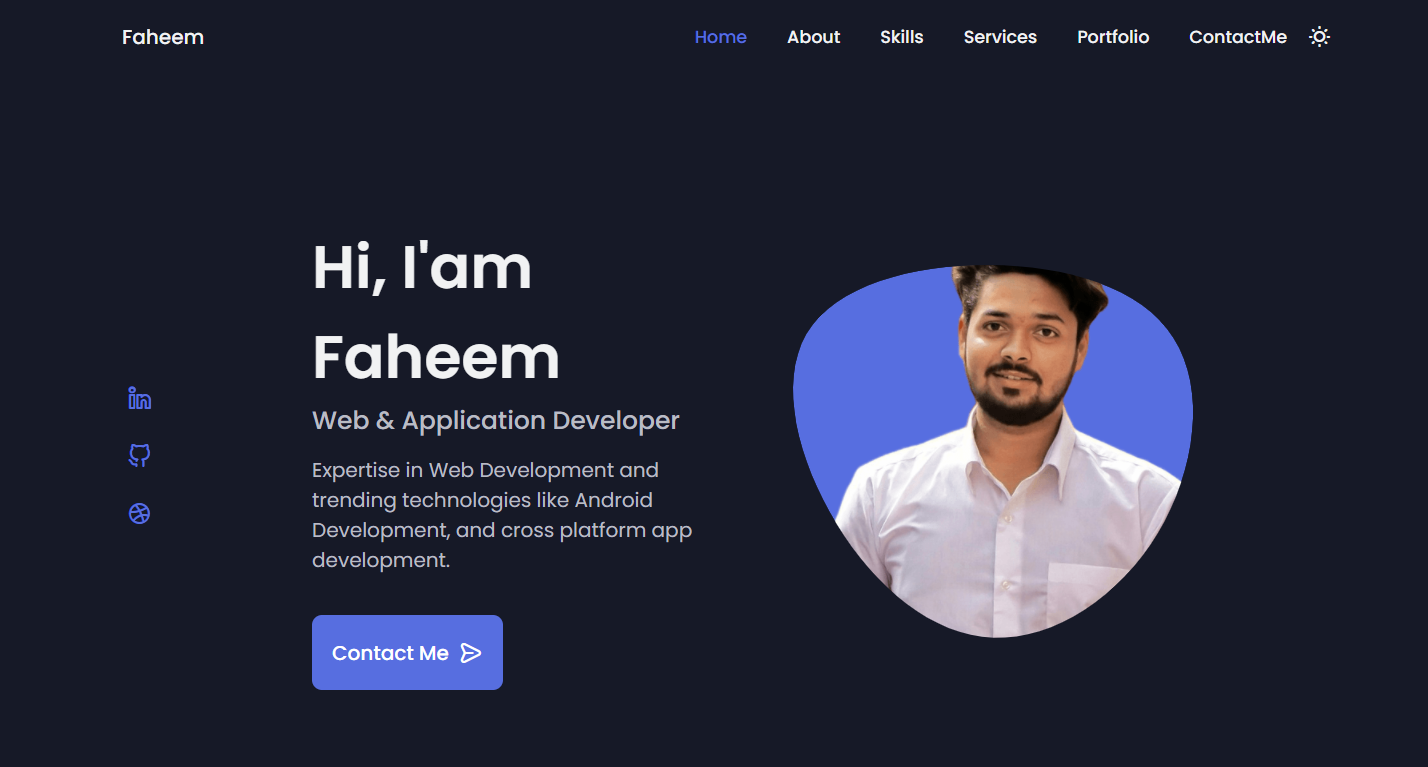 Faheem
Home About Skills Services Portfolio ContactMe
Hi, I'am
Faheem
Web & Application Developer
Expertise in Web Development and
trending technologies like Android
Development, and cross platform app
development.
Contact Me